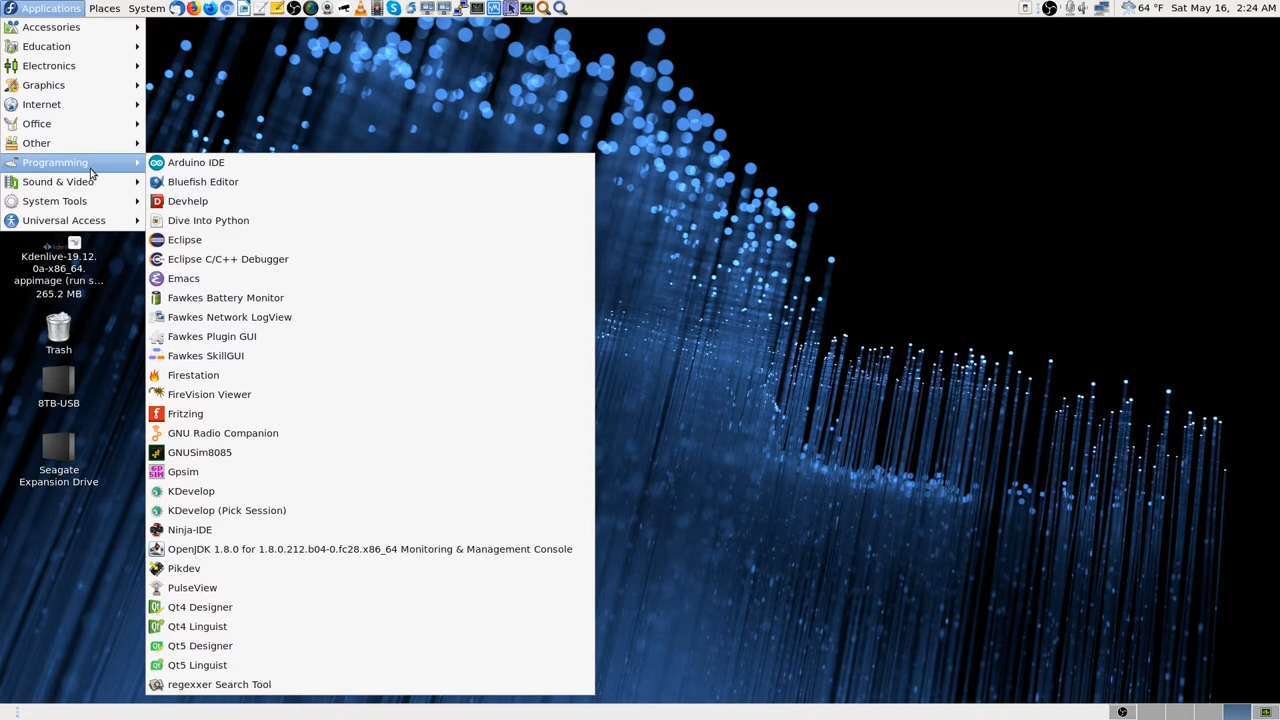 Applications Places System 64 °F Sat May 16, 2:24 AM
Accessories
Education
Electronics
Graphics
Internet
Office
Other
Programming
Sound & Video
System Tools
Universal Access
Arduino IDE
Bluefish Editor
Devhelp
Dive Into Python
Eclipse
Eclipse C/C++ Debugger
Emacs
Fawkes Battery Monitor
Fawkes Network LogView
Fawkes Plugin GUI
Fawkes SkillGUI
Firestation
FireVision Viewer
Fritzing
GNU Radio Companion
GNUSim8085
Gpsim
KDevelop
KDevelop (Pick Session)
Ninja-IDE
OpenJDK 1.8.0 for 1.8.0.212.b04-0.fc28.x86_64 Monitoring & Management Console
Pikdev
PulseView
Qt4 Designer
Qt4 Linguist
Qt5 Designer
Qt5 Linguist
regexxer Search Tool
Kdenlive-19.12.
0a-x86_64.
appimage (run s...
265.2 MB
Trash
8TB-USB
Seagate
Expansion Drive